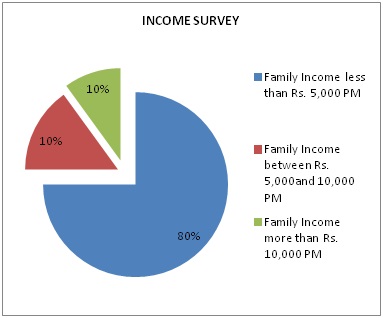 INCOME SURVEY
10%
10%
80%
Family Income less
than Rs. 5,000 PM
Family Income
between Rs.
5,000and 10,000
PM
Family Income
more than Rs.
10,000 PM